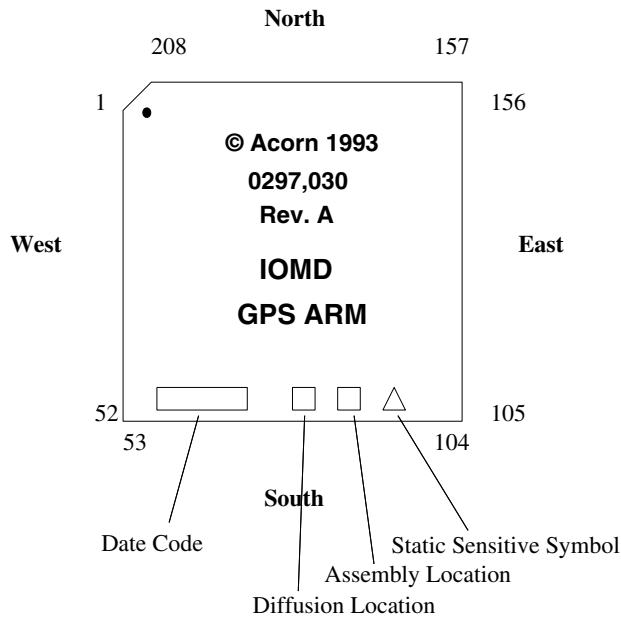 North
208 157
1 156
© Acorn 1993
0297,030
Rev. A
West East
IOMD
GPS ARM
52 105
53 104
South
Date Code Static Sensitive Symbol
Assembly Location
Diffusion Location